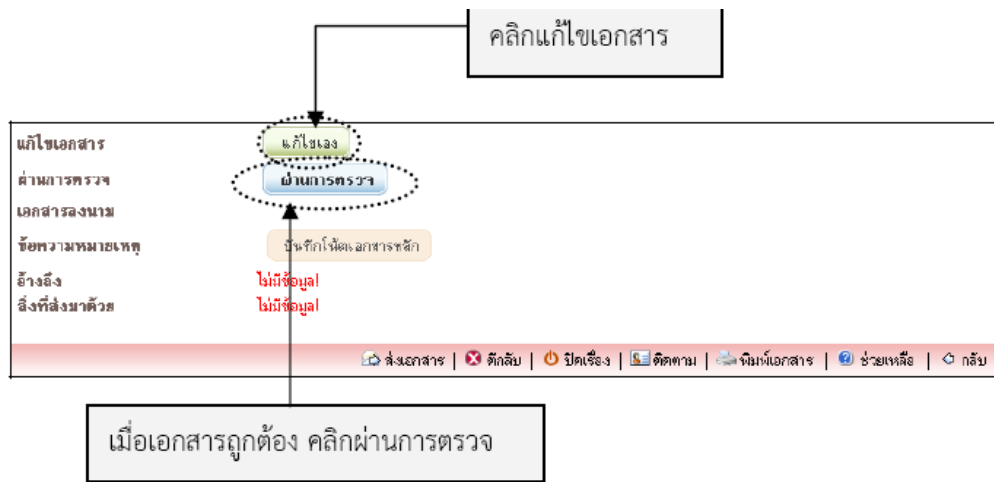 คลิกแก้ไขเอกสาร
แก้ไขเอกสาร แก้ไขเอง
ผ่านการตรวจ ผ่านการตรวจ
เอกสารลงนาม
ข้อความหมายเหตุ บันทึกโน้ตเอกสารหลัก
อ้างถึง ไม่มีข้อมูล!
สิ่งที่ส่งมาด้วย ไม่มีข้อมูล!
ส่งเอกสาร | ตีกลับ | ปิดเรื่อง | ติดตาม | พิมพ์เอกสาร | ช่วยเหลือ | กลับ
เมื่อเอกสารถูกต้อง คลิกผ่านการตรวจ